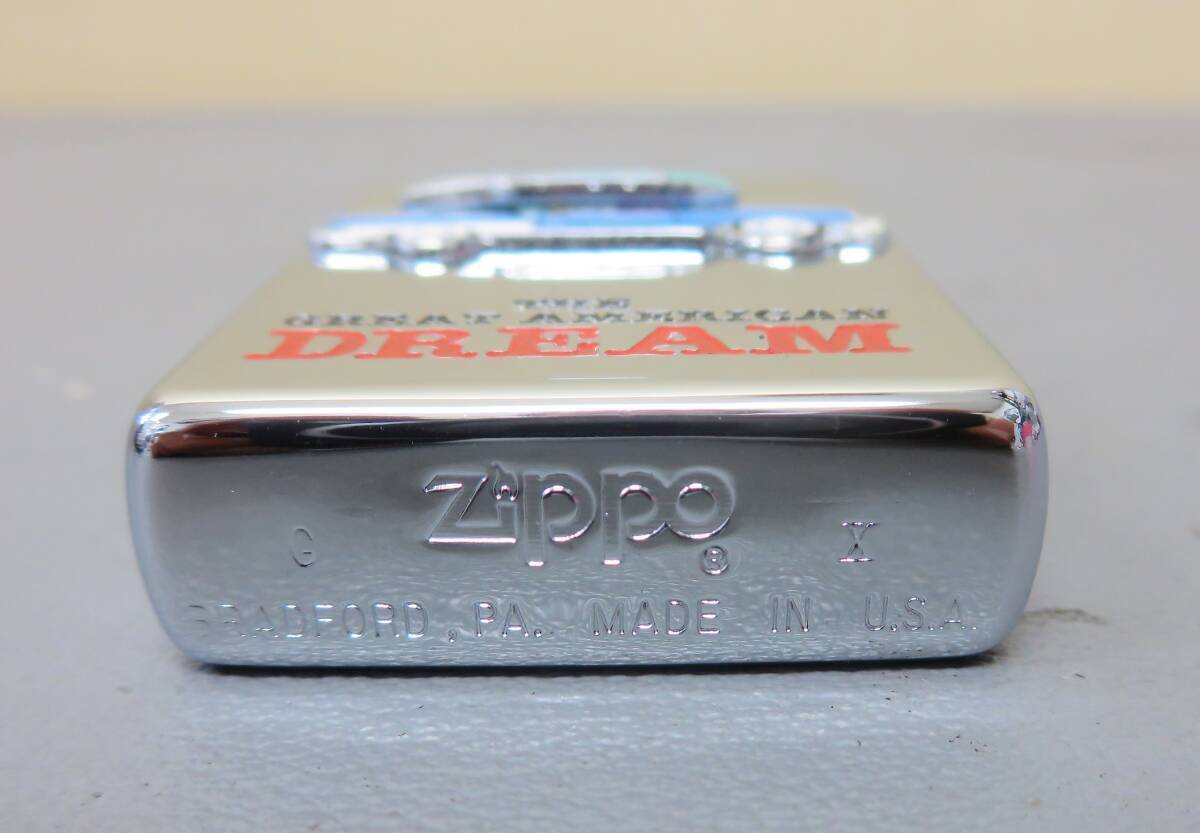 THE
GREAT AMERICAN
DREAM
Zippo
G ® X
BRADFORD, PA. MADE IN U.S.A.